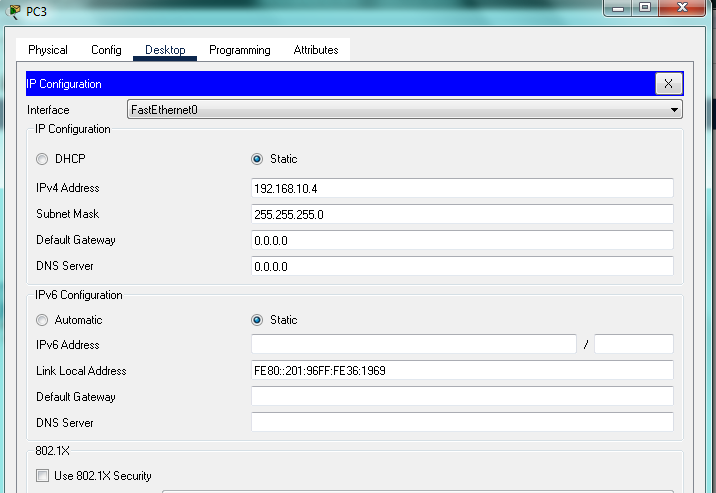 PC3
Physical Config Desktop Programming Attributes
IP Configuration X
Interface FastEthernet0
IP Configuration
DHCP Static
IPv4 Address 192.168.10.4
Subnet Mask 255.255.255.0
Default Gateway 0.0.0.0
DNS Server 0.0.0.0
IPv6 Configuration
Automatic Static
IPv6 Address /
Link Local Address FE80::201:96FF:FE36:1969
Default Gateway
DNS Server
802.1X
Use 802.1X Security